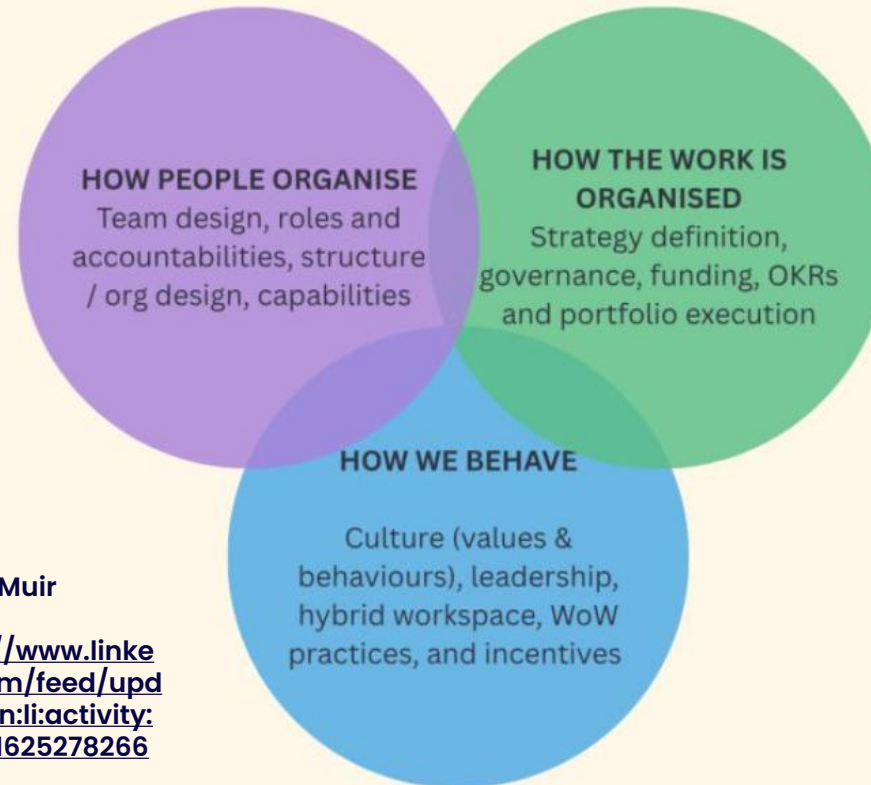 HOW PEOPLE ORGANISE
Team design, roles and
accountabilities, structure
/ org design, capabilities
HOW THE WORK IS
ORGANISED
Strategy definition,
governance, funding, OKRs
and portfolio execution
HOW WE BEHAVE
Culture (values &
behaviours), leadership,
hybrid workspace, WoW
practices, and incentives
Muir
//www.linke
m/feed/upd
n:li:activity:
1625278266